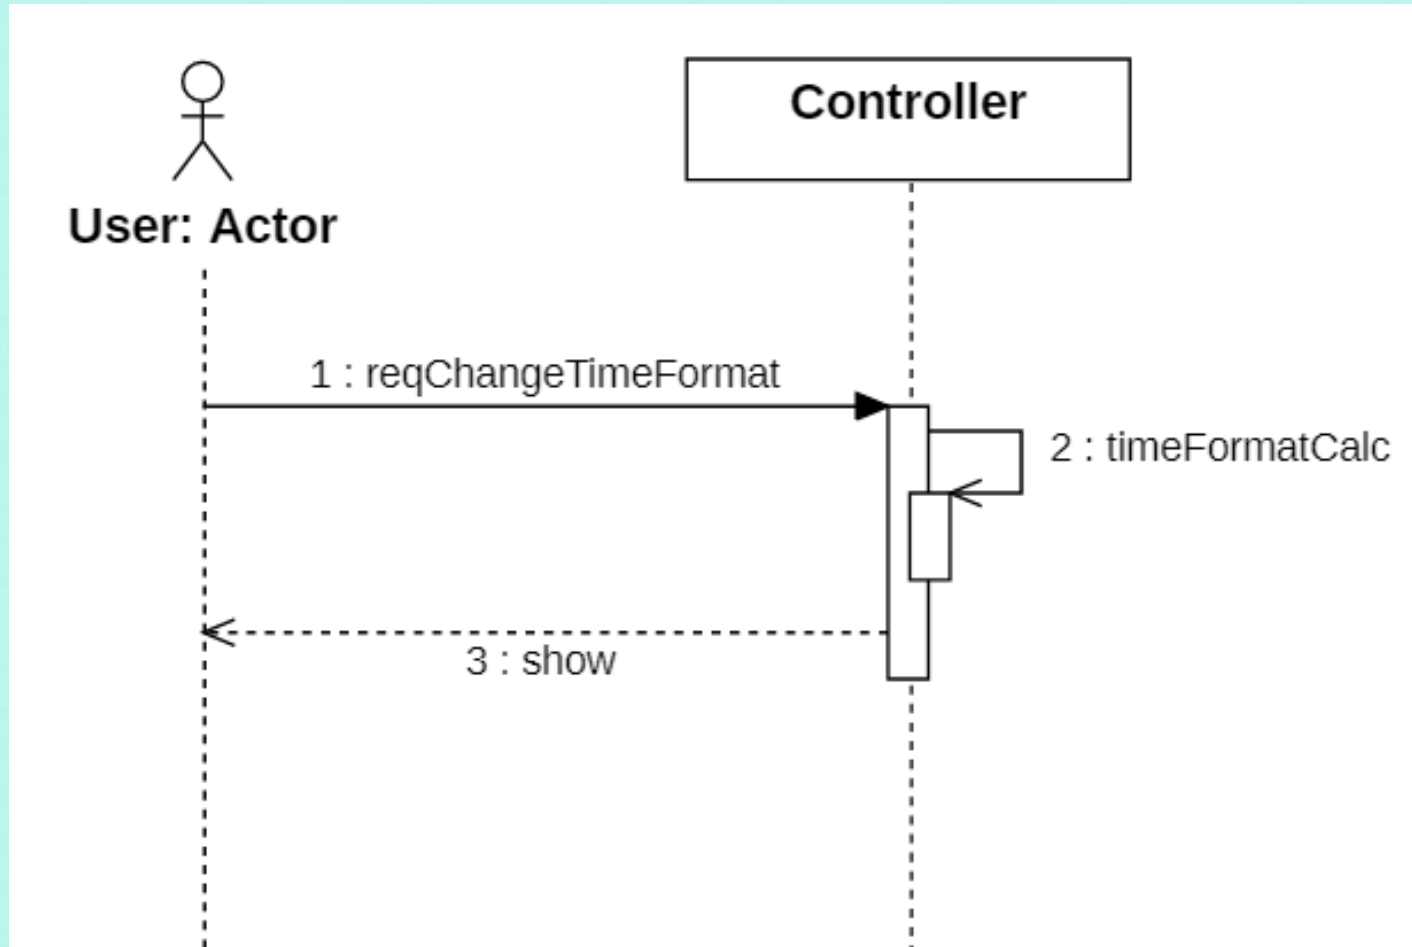 Controller
User: Actor
1 : reqChangeTimeFormat
2 : timeFormatCalc
3 : show